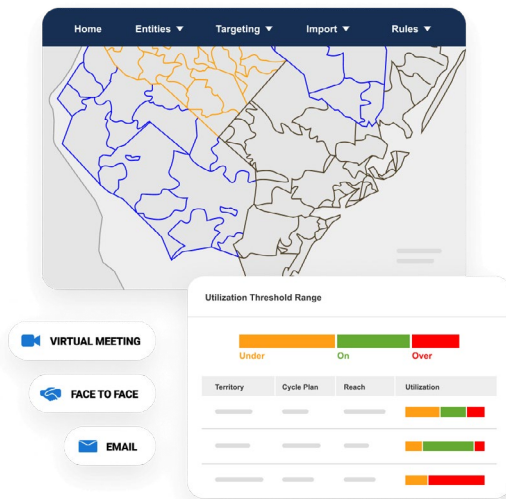 Home Entities ▼ Targeting ▼ Import ▼ Rules ▼
Utilization Threshold Range
Under On Over
Territory Cycle Plan Reach Utilization
VIRTUAL MEETING
FACE TO FACE
EMAIL